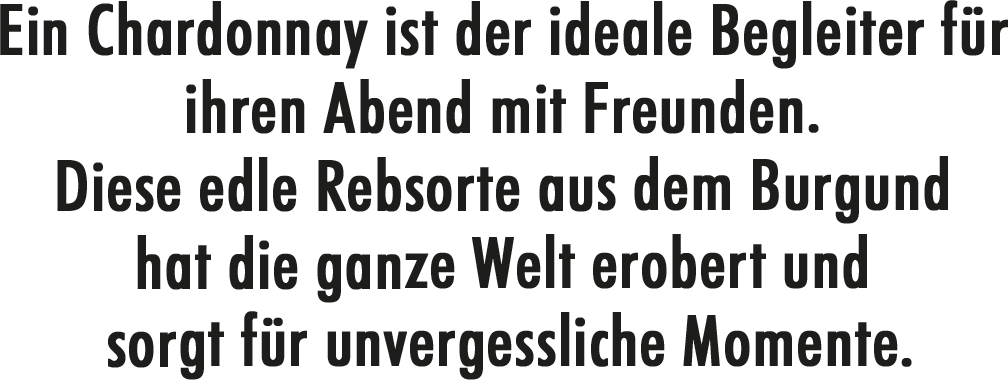 Ein Chardonnay ist der ideale Begleiter für
ihren Abend mit Freunden.
Diese edle Rebsorte aus dem Burgund
hat die ganze Welt erobert und
sorgt für unvergessliche Momente.